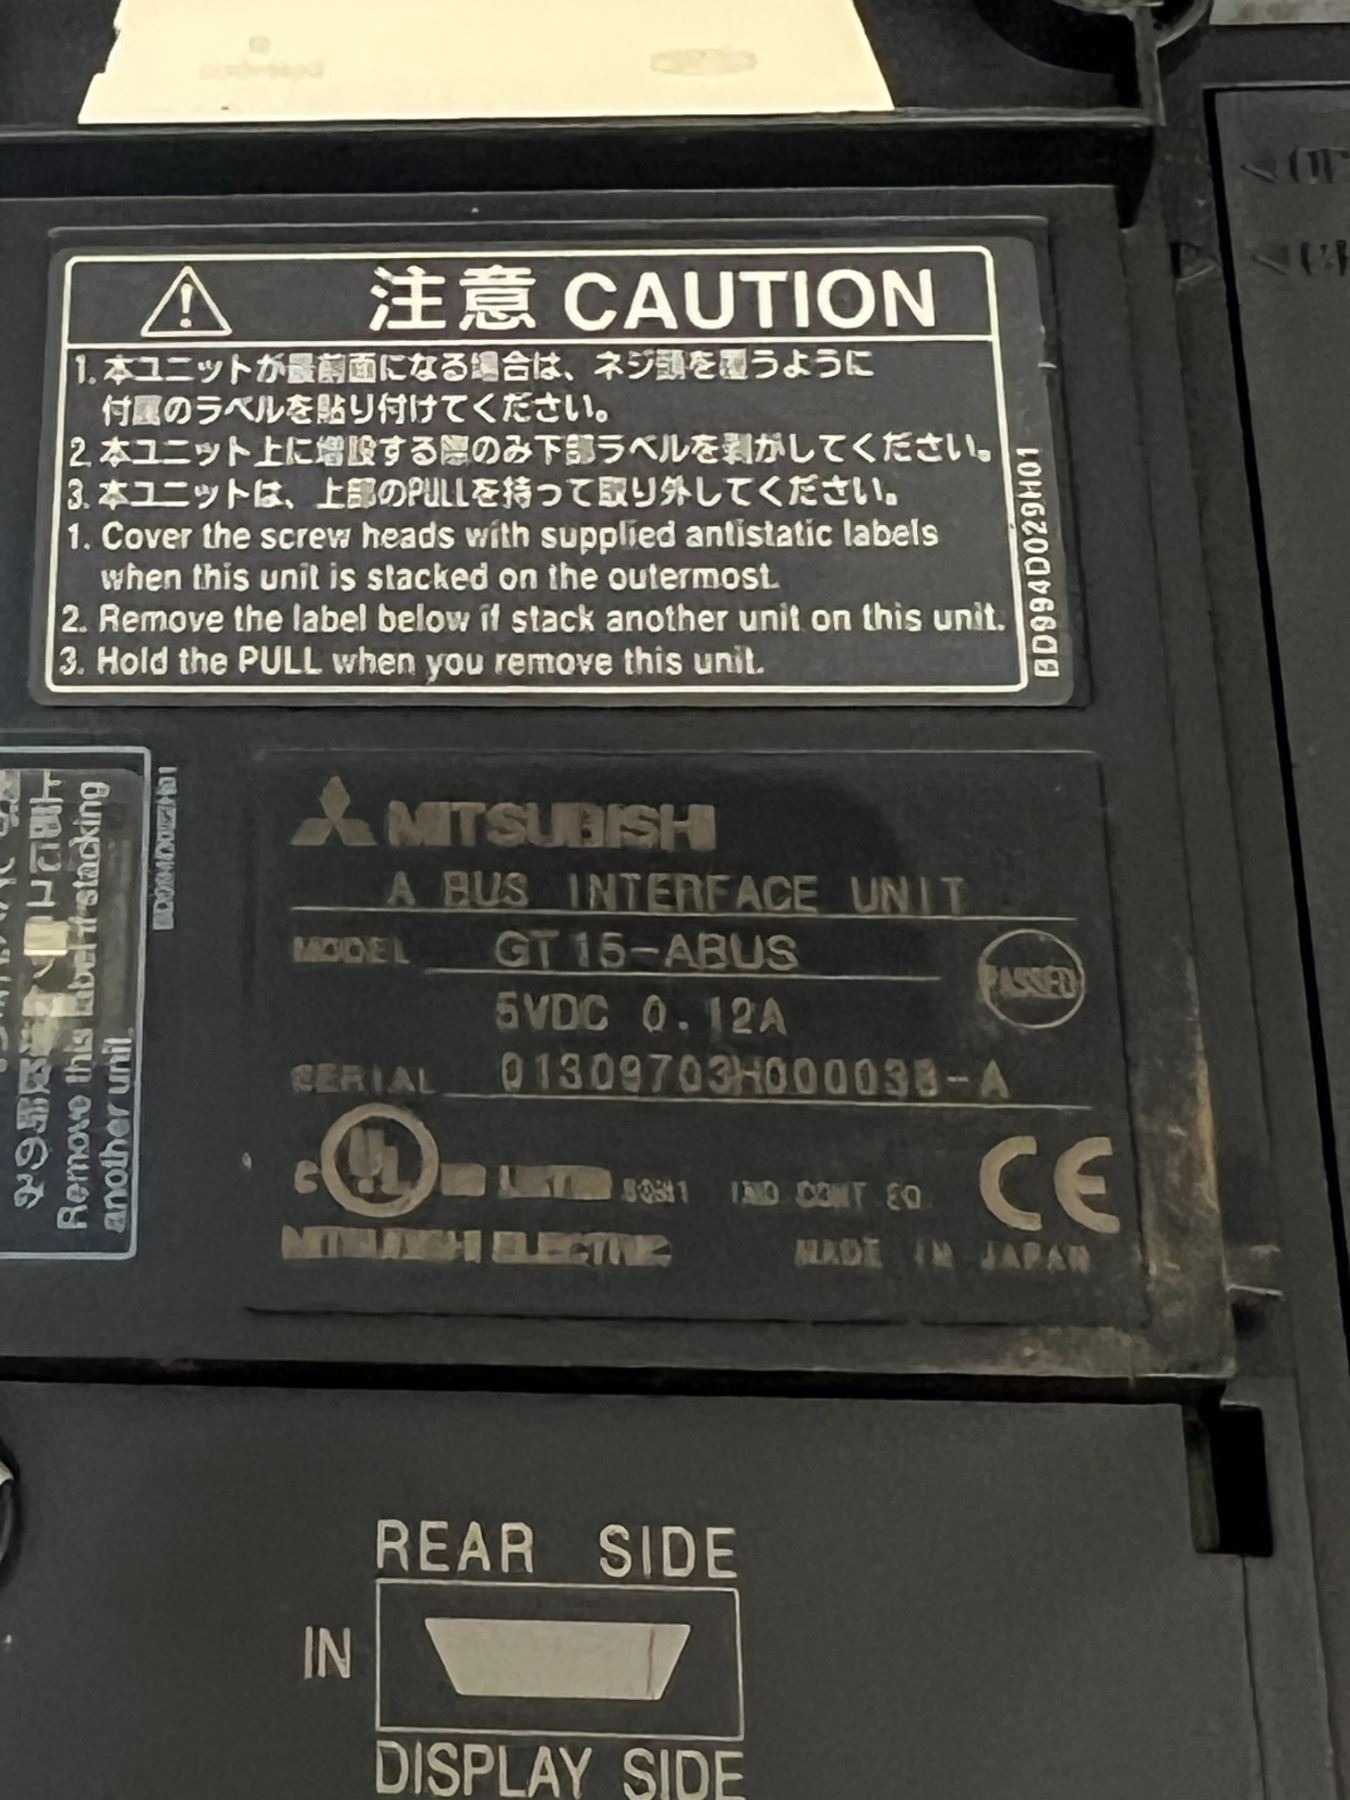 注意 CAUTION
1. 本ユニットが最前面になる場合は、ネジ頭を覆うように
付属のラベルを貼り付けてください。
2. 本ユニット上に増設する際のみ下部ラベルを剥がしてください。
3. 本ユニットは、上部のPULLを持って取り外してください。
1. Cover the screw heads with supplied antistatic labels
when this unit is stacked on the outermost.
2. Remove the label below if stack another unit on this unit.
3. Hold the PULL when you remove this unit.
BD994D029H01
Remove this label if stacking
another unit.
MITSUBISHI
A BUS INTERFACE UNIT
MODEL GT15-ABUS
PASSED
5VDC 0.12A
SERIAL
C UL US LISTED 80M1 IND. CONT. EQ. CE
MITSUBISHI ELECTRIC MADE IN JAPAN
REAR SIDE
IN
DISPLAY SIDE